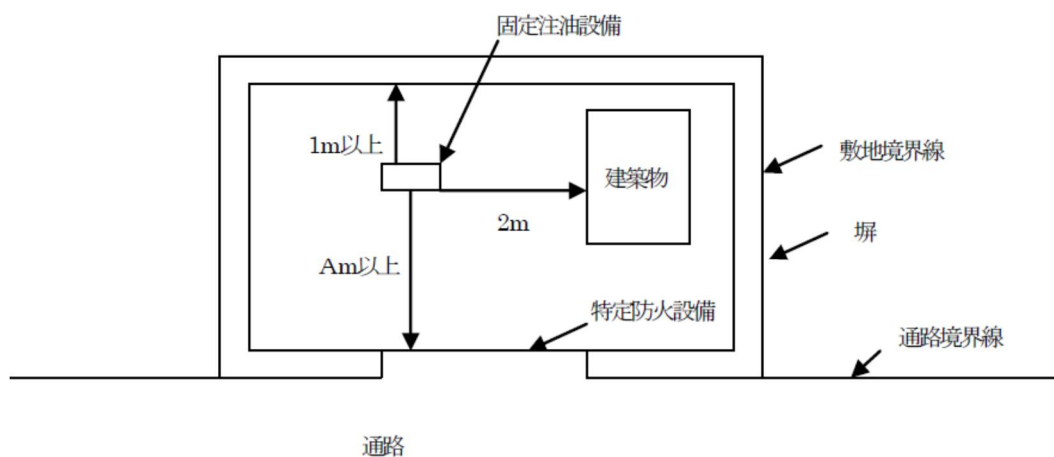 固定注油設備
1m以上
建築物
敷地境界線
2m
塀
Am以上
特定防火設備
通路境界線
通路